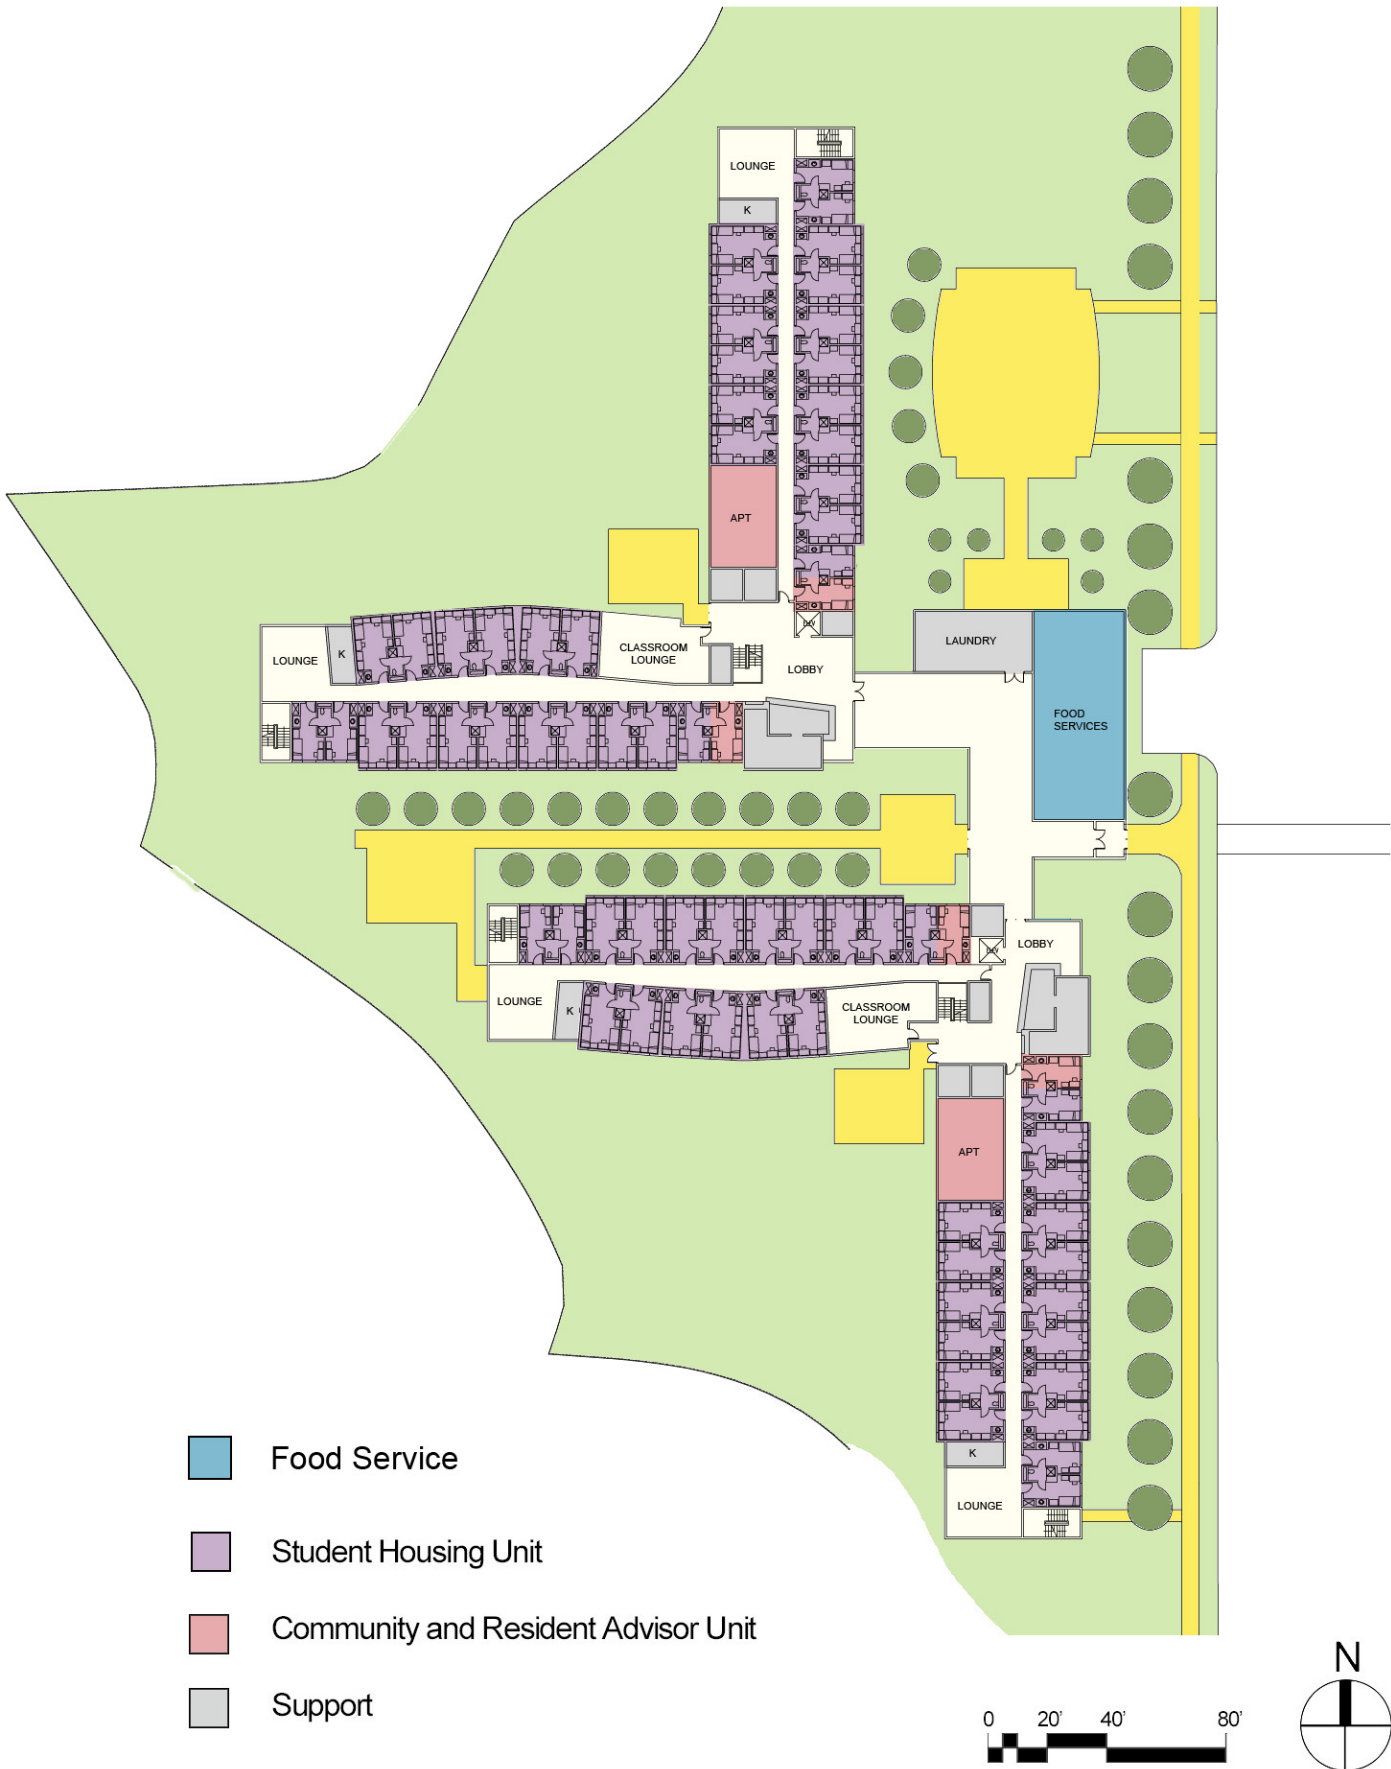 LOUNGE
K
APT
ELEV
LOUNGE
K
CLASSROOM
LOUNGE
LOBBY
LAUNDRY
FOOD
SERVICES
LOBBY
LOUNGE
K
CLASSROOM
LOUNGE
APT
K
LOUNGE
Food Service
Student Housing Unit
Community and Resident Advisor Unit
Support
N
0 20' 40' 80'